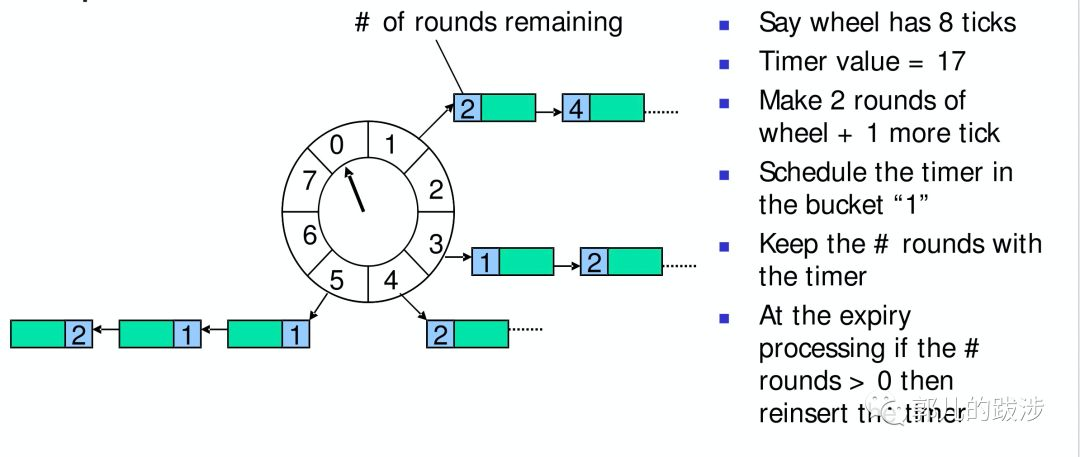 # of rounds remaining
2
4
0
1
7
2
6
3
5
4
1
2
2
1
1
2
Say wheel has 8 ticks
Timer value = 17
Make 2 rounds of
wheel + 1 more tick
Schedule the timer in
the bucket “1”
Keep the # rounds with
the timer
At the expiry
processing if the #
rounds > 0 then
reinsert the timer
郭儿的跋涉